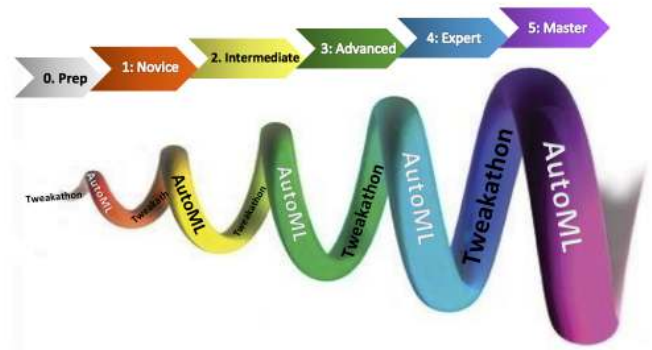 0. Prep
1: Novice
2. Intermediate
3: Advanced
4: Expert
5: Master
Tweakathon
AutoML
Tweakath
AutoML
Tweakathon
AutoML
Tweakathon
AutoML
Tweakathon
AutoML